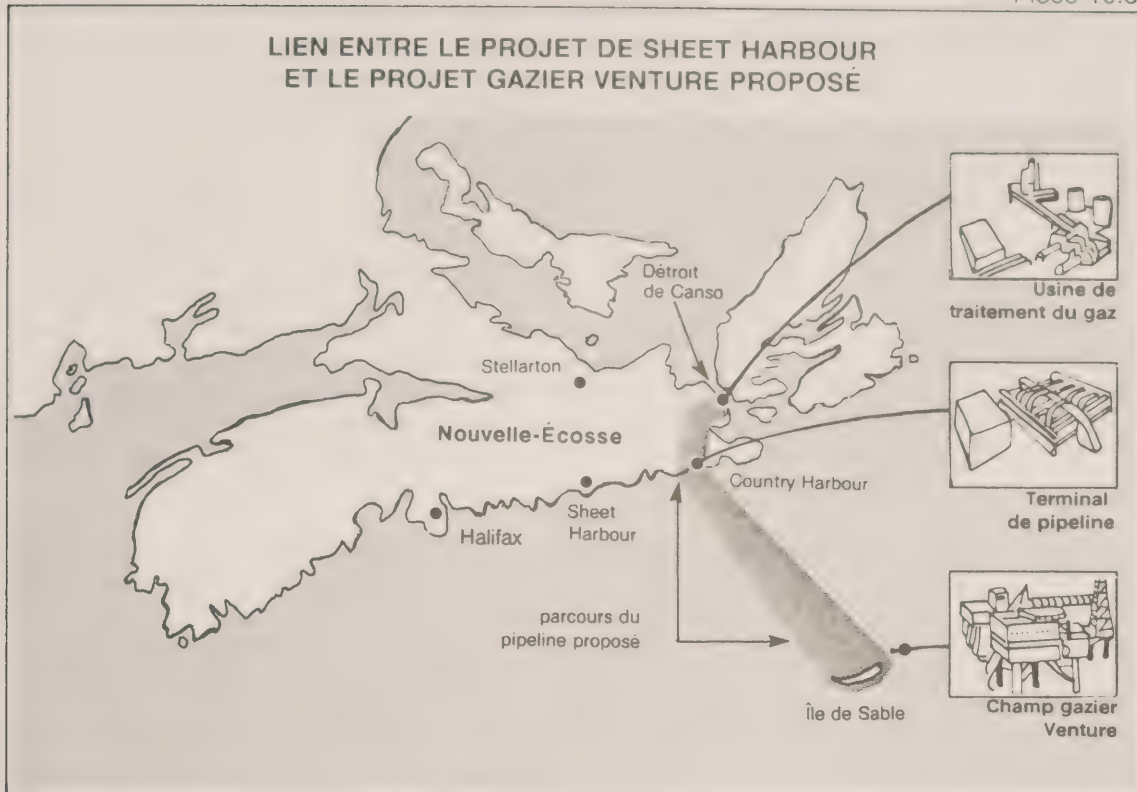 LIEN ENTRE LE PROJET DE SHEET HARBOUR
ET LE PROJET GAZIER VENTURE PROPOSÉ
Usine de
traitement du gaz
Détroit
de Canso
Stellarton
Nouvelle-Écosse
Country Harbour
Terminal
de pipeline
Sheet
Harbour
Halifax
parcours du
pipeline proposé
Île de Sable
Champ gazier
Venture